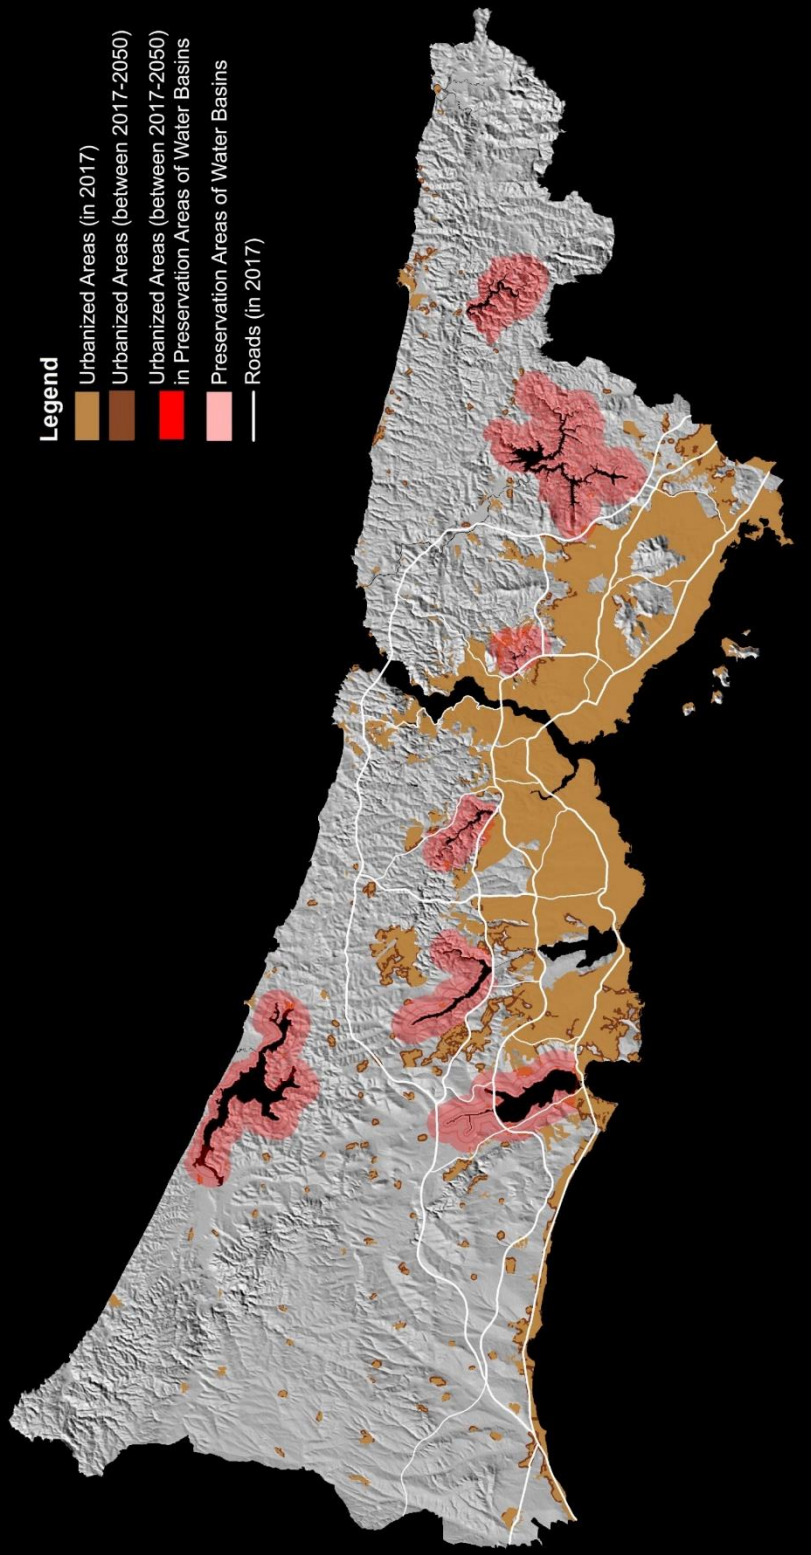 Legend
Urbanized Areas (in 2017)
Urbanized Areas (between 2017-2050)
Urbanized Areas (between 2017-2050)
in Preservation Areas of Water Basins
Preservation Areas of Water Basins
Roads (in 2017)